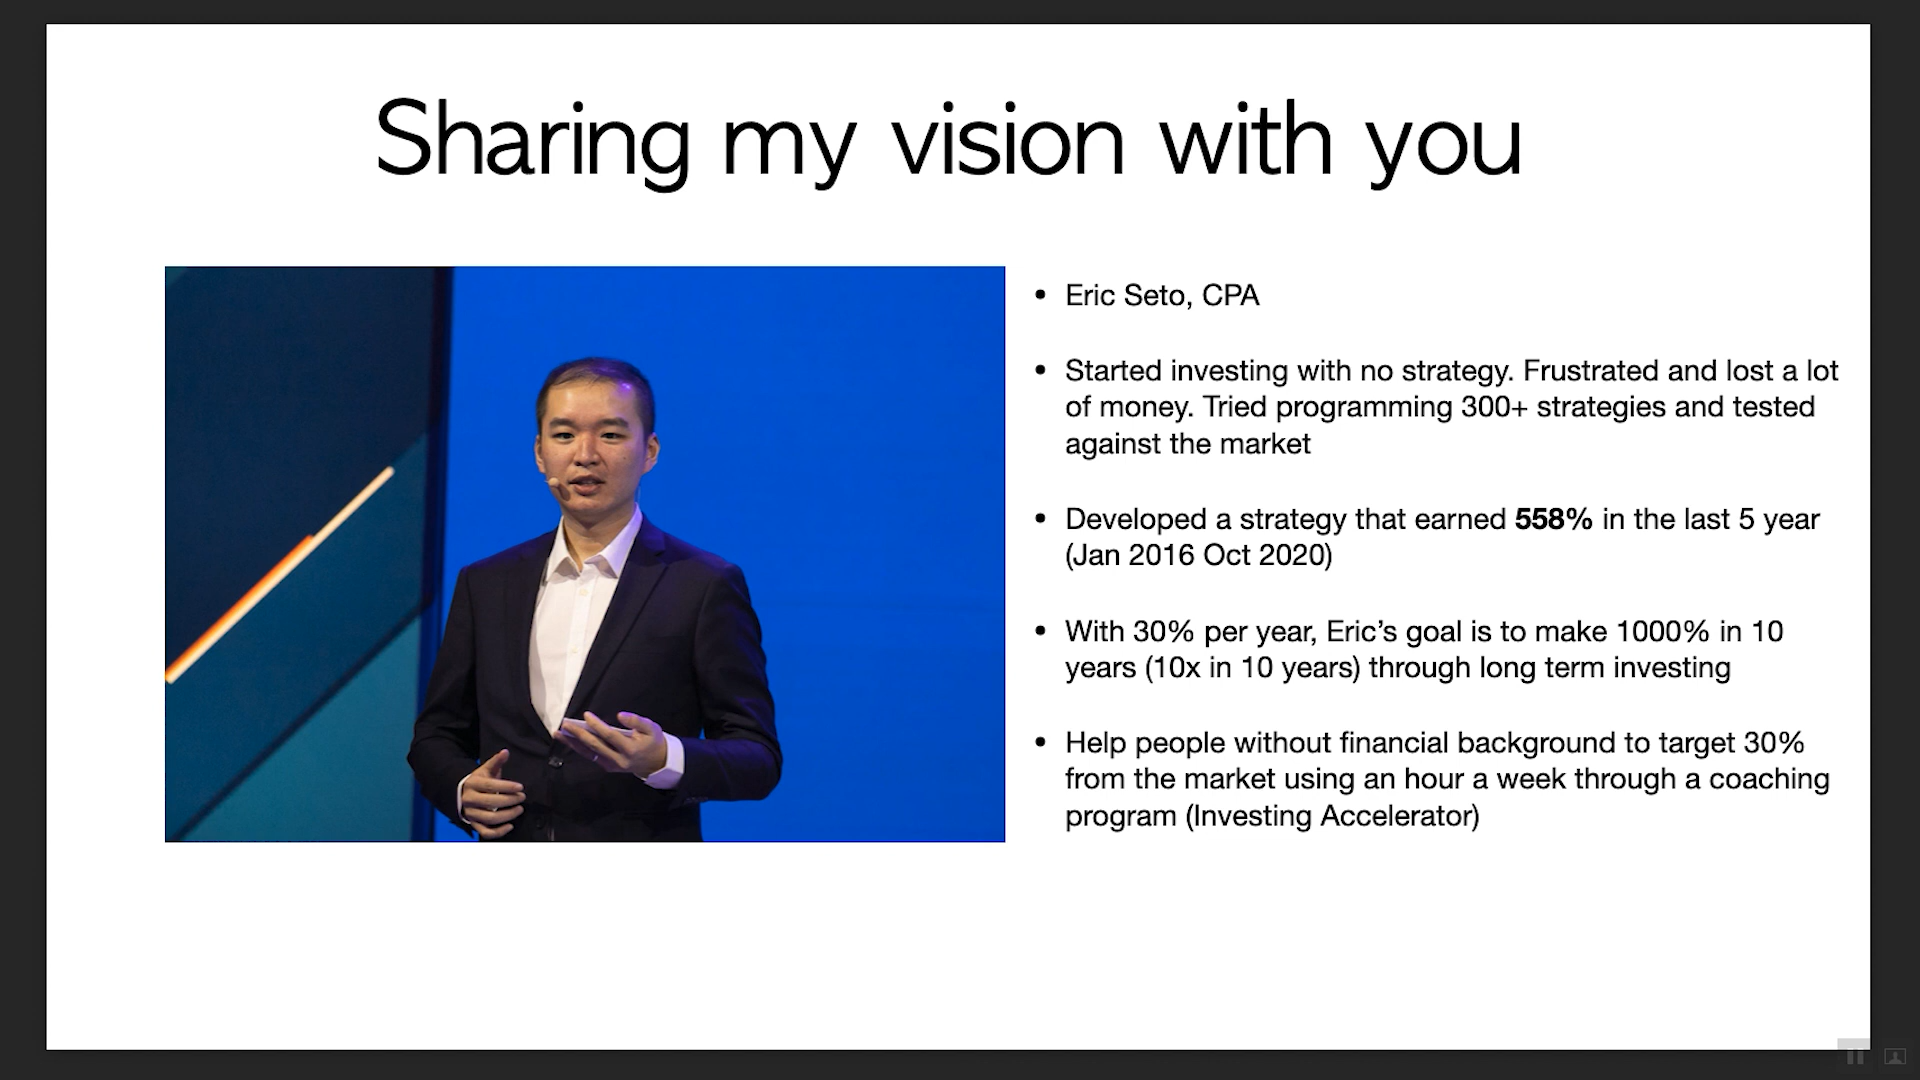 Sharing my vision with you
• Eric Seto, CPA
• Started investing with no strategy. Frustrated and lost a lot
of money. Tried programming 300+ strategies and tested
against the market
• Developed a strategy that earned 558% in the last 5 year
(Jan 2016 Oct 2020)
• With 30% per year, Eric’s goal is to make 1000% in 10
years (10x in 10 years) through long term investing
• Help people without financial background to target 30%
from the market using an hour a week through a coaching
program (Investing Accelerator)